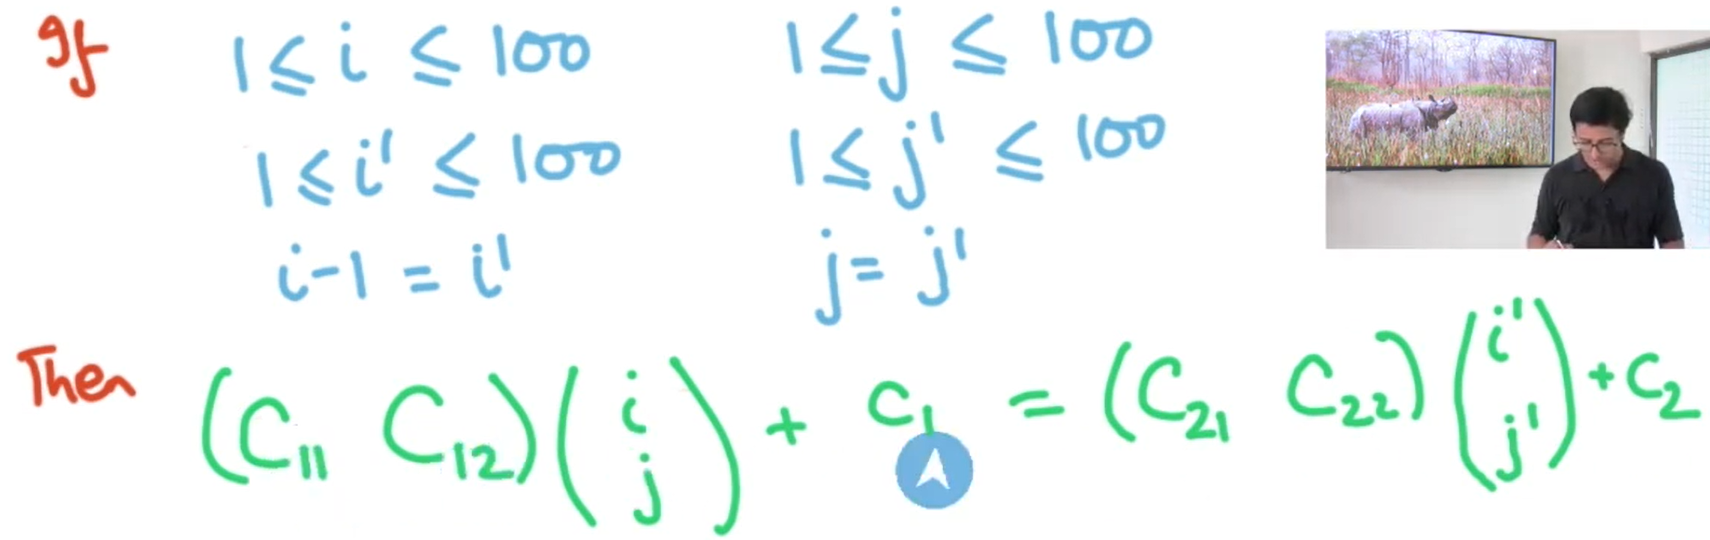 If 1 ≤ i ≤ 100 1 ≤ j ≤ 100
1 ≤ i' ≤ 100 1 ≤ j' ≤ 100
i-1 = i' j = j'
Then (C₁₁ C₁₂) (i j) + c₁ = (C₂₁ C₂₂) (i' j') + c₂